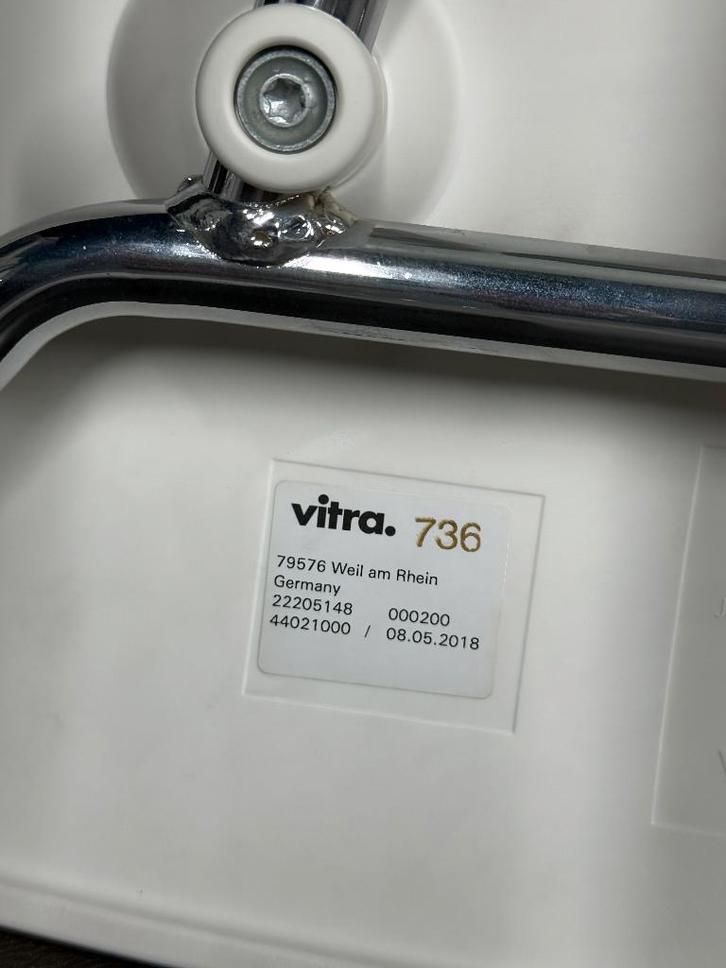 vitra. 736
79576 Weil am Rhein
Germany
22205148 000200
44021000 / 08.05.2018